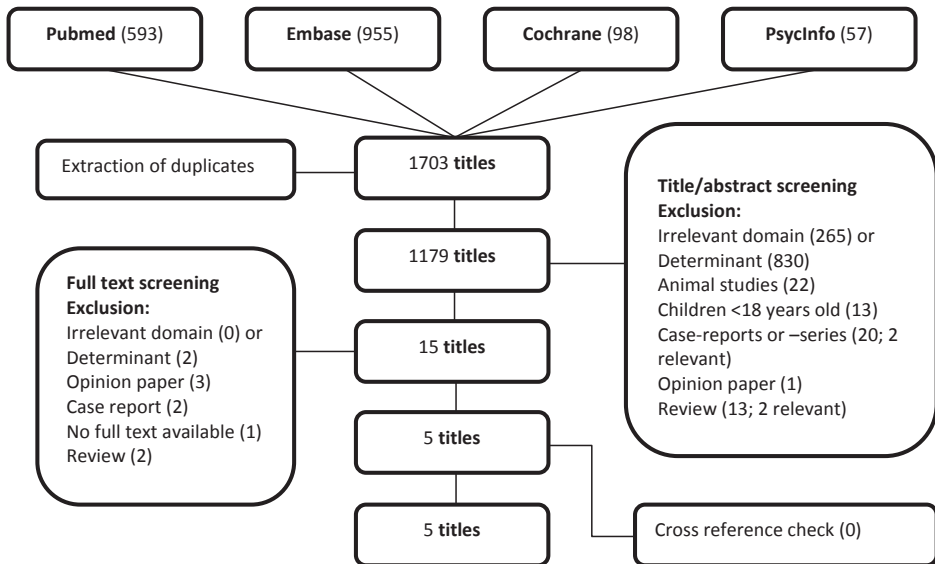 Pubmed (593)
Embase (955)
Cochrane (98)
PsycInfo (57)
Extraction of duplicates
1703 titles
Title/abstract screening
Exclusion:
Irrelevant domain (265) or
Determinant (830)
Animal studies (22)
Children <18 years old (13)
Case-reports or –series (20; 2
relevant)
Opinion paper (1)
Review (13; 2 relevant)
1179 titles
Full text screening
Exclusion:
Irrelevant domain (0) or
Determinant (2)
Opinion paper (3)
Case report (2)
No full text available (1)
Review (2)
15 titles
5 titles
5 titles
Cross reference check (0)